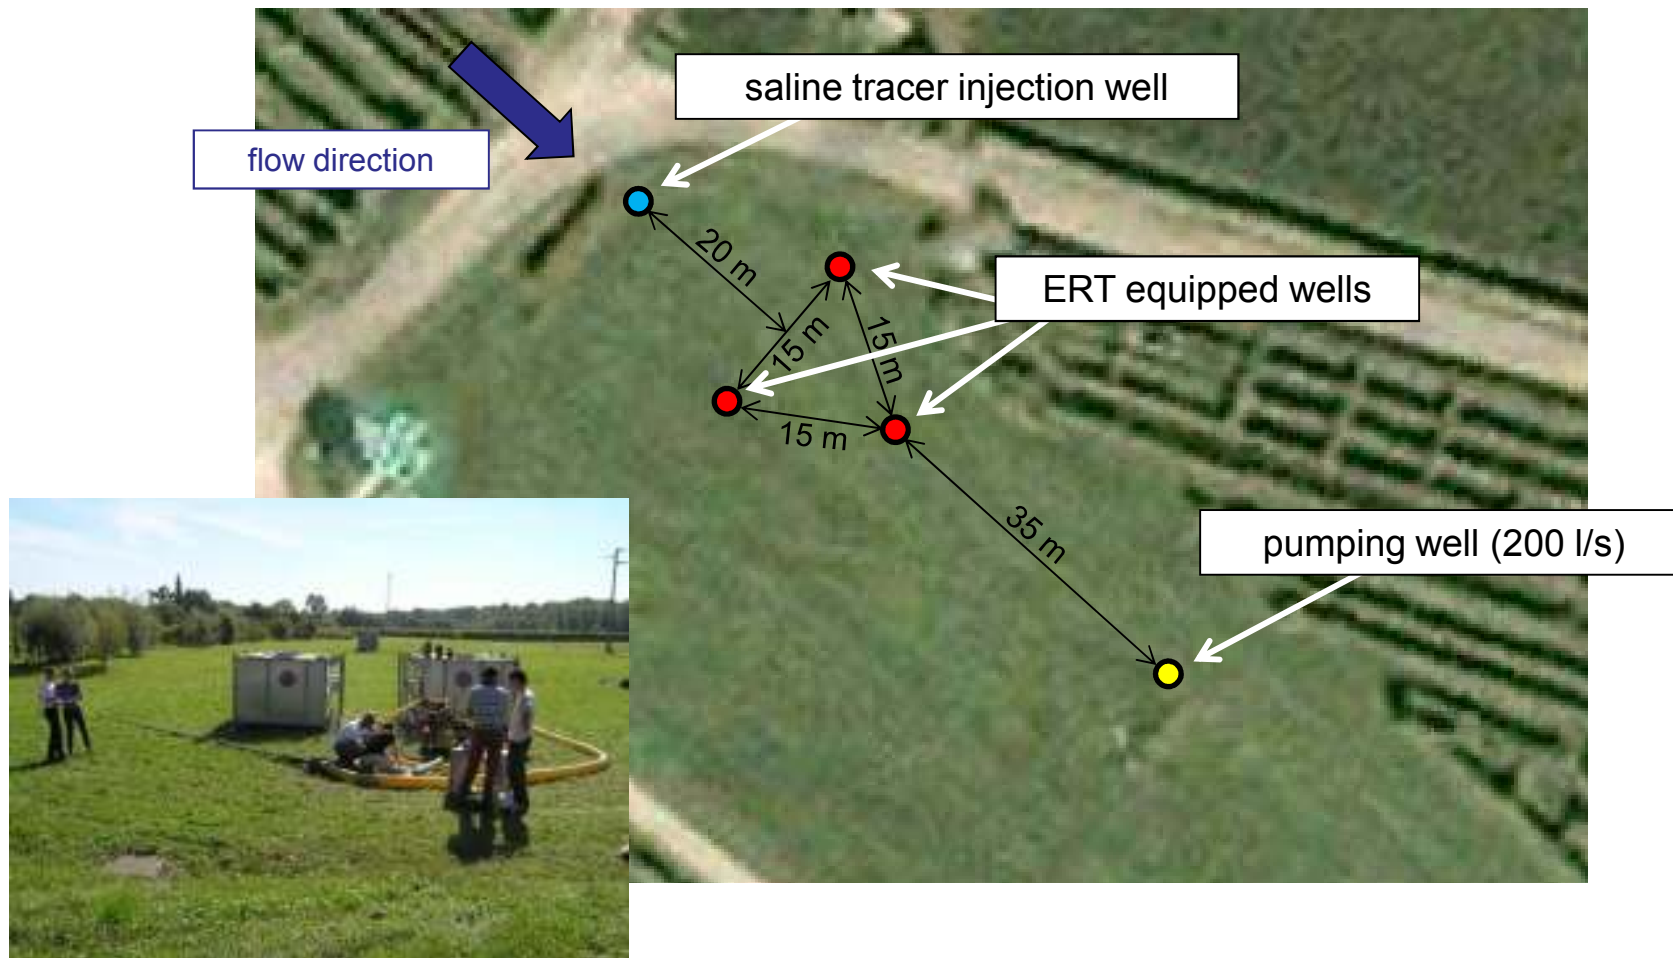 saline tracer injection well
flow direction
20 m
ERT equipped wells
15 m
15 m
15 m
35 m
pumping well (200 l/s)